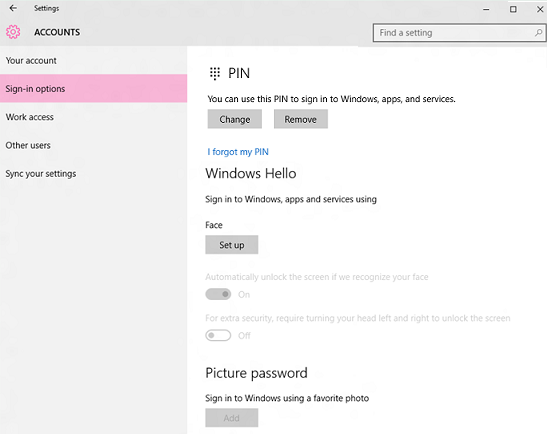 Settings
ACCOUNTS
Find a setting
Your account
Sign-in options
Work access
Other users
Sync your settings
PIN
You can use this PIN to sign in to Windows, apps, and services.
Change Remove
I forgot my PIN
Windows Hello
Sign in to Windows, apps and services using
Face
Set up
Automatically unlock the screen if we recognize your face
On
For extra security, require turning your head left and right to unlock the screen
Off
Picture password
Sign in to Windows using a favorite photo
Add